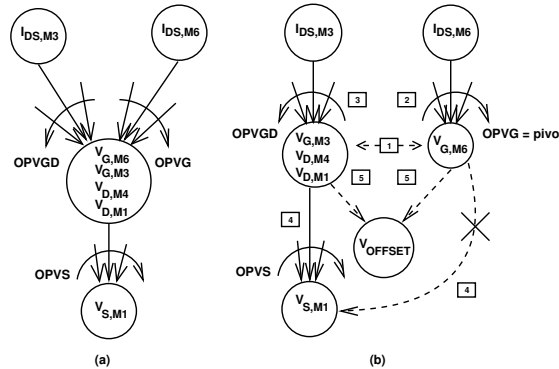 I_DS,M3
I_DS,M6
OPVGD
OPVG
V_G,M6
V_G,M3
V_D,M4
V_D,M1
OPVS
V_S,M1
(a)
I_DS,M3
I_DS,M6
3
2
OPVGD
OPVG = pivo
V_G,M3
V_D,M4
V_D,M1
1
V_G,M6
5
5
4
V_OFFSET
OPVS
4
V_S,M1
(b)